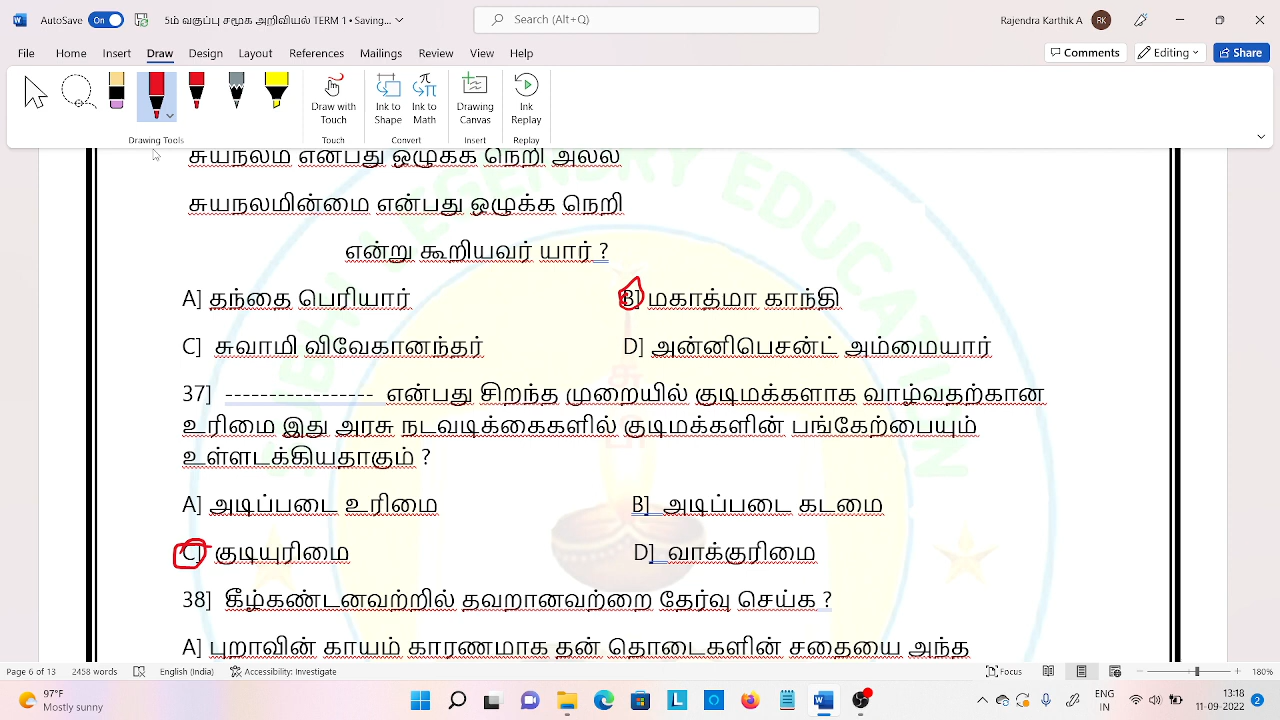 AutoSave On 8ம் வகுப்பு சமூக அறிவியல் TERM 1 • Saving... Search (Alt+Q) Rajendra Karthik A RK
File Home Insert Draw Design Layout References Mailings Review View Help Comments Editing Share
Draw with Touch Ink to Shape Ink to Math Drawing Canvas Ink Replay
Drawing Tools Touch Convert Insert Replay
சுயநலம் என்பது ஒழுக்க நெறி அல்ல
சுயநலமின்மை என்பது ஒழுக்க நெறி
என்று கூறியவர் யார் ?
A] தந்தை பெரியார் B] மகாத்மா காந்தி
C] சுவாமி விவேகானந்தர் D] அன்னிபெசன்ட் அம்மையார்
37] ----------------- என்பது சிறந்த முறையில் குடிமக்களாக வாழ்வதற்கான
உரிமை இது அரசு நடவடிக்கைகளில் குடிமக்களின் பங்கேற்பையும்
உள்ளடக்கியதாகும் ?
A] அடிப்படை உரிமை B] அடிப்படை கடமை
C] குடியுரிமை D] வாக்குரிமை
38] கீழ்கண்டனவற்றில் தவறானவற்றை தேர்வு செய்க ?
A] புறாவின் காயம் காரணமாக தன் தொடைகளின் சதையை அந்த
Page 6 of 13 2458 words English (India) Accessibility: Investigate Focus 180%
97°F Mostly sunny ENG IN 13:18 11-09-2022 2